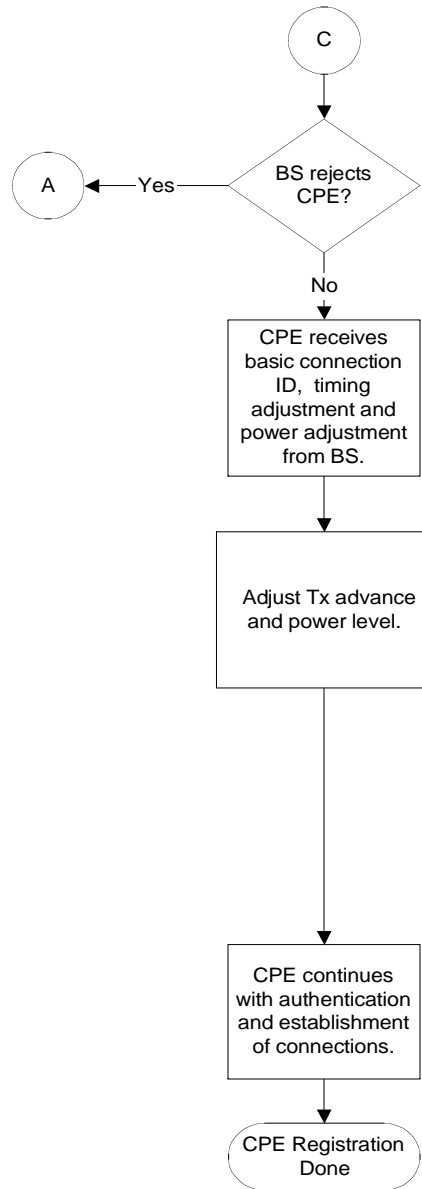 C
BS rejects
CPE?
A
Yes
No
CPE receives
basic connection
ID, timing
adjustment and
power adjustment
from BS.
Adjust Tx advance
and power level.
CPE continues
with authentication
and establishment
of connections.
CPE Registration
Done